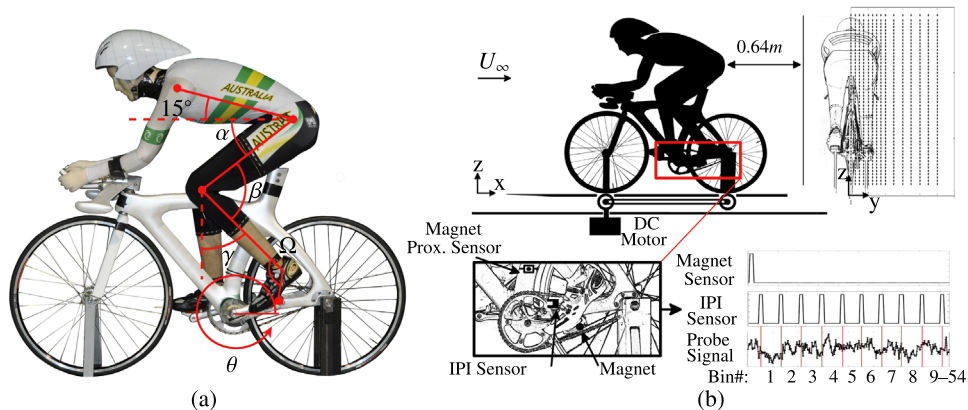 15°
AUSTRALIA
AUSTRA
α
β
γ
Ω
θ
(a)
(b)
U∞
0.64m
z
x
z
y
DC
Motor
Magnet
Prox. Sensor
IPI Sensor
Magnet
Magnet
Sensor
IPI
Sensor
Probe
Signal
Bin#: 1 2 3 4 5 6 7 8 9–54